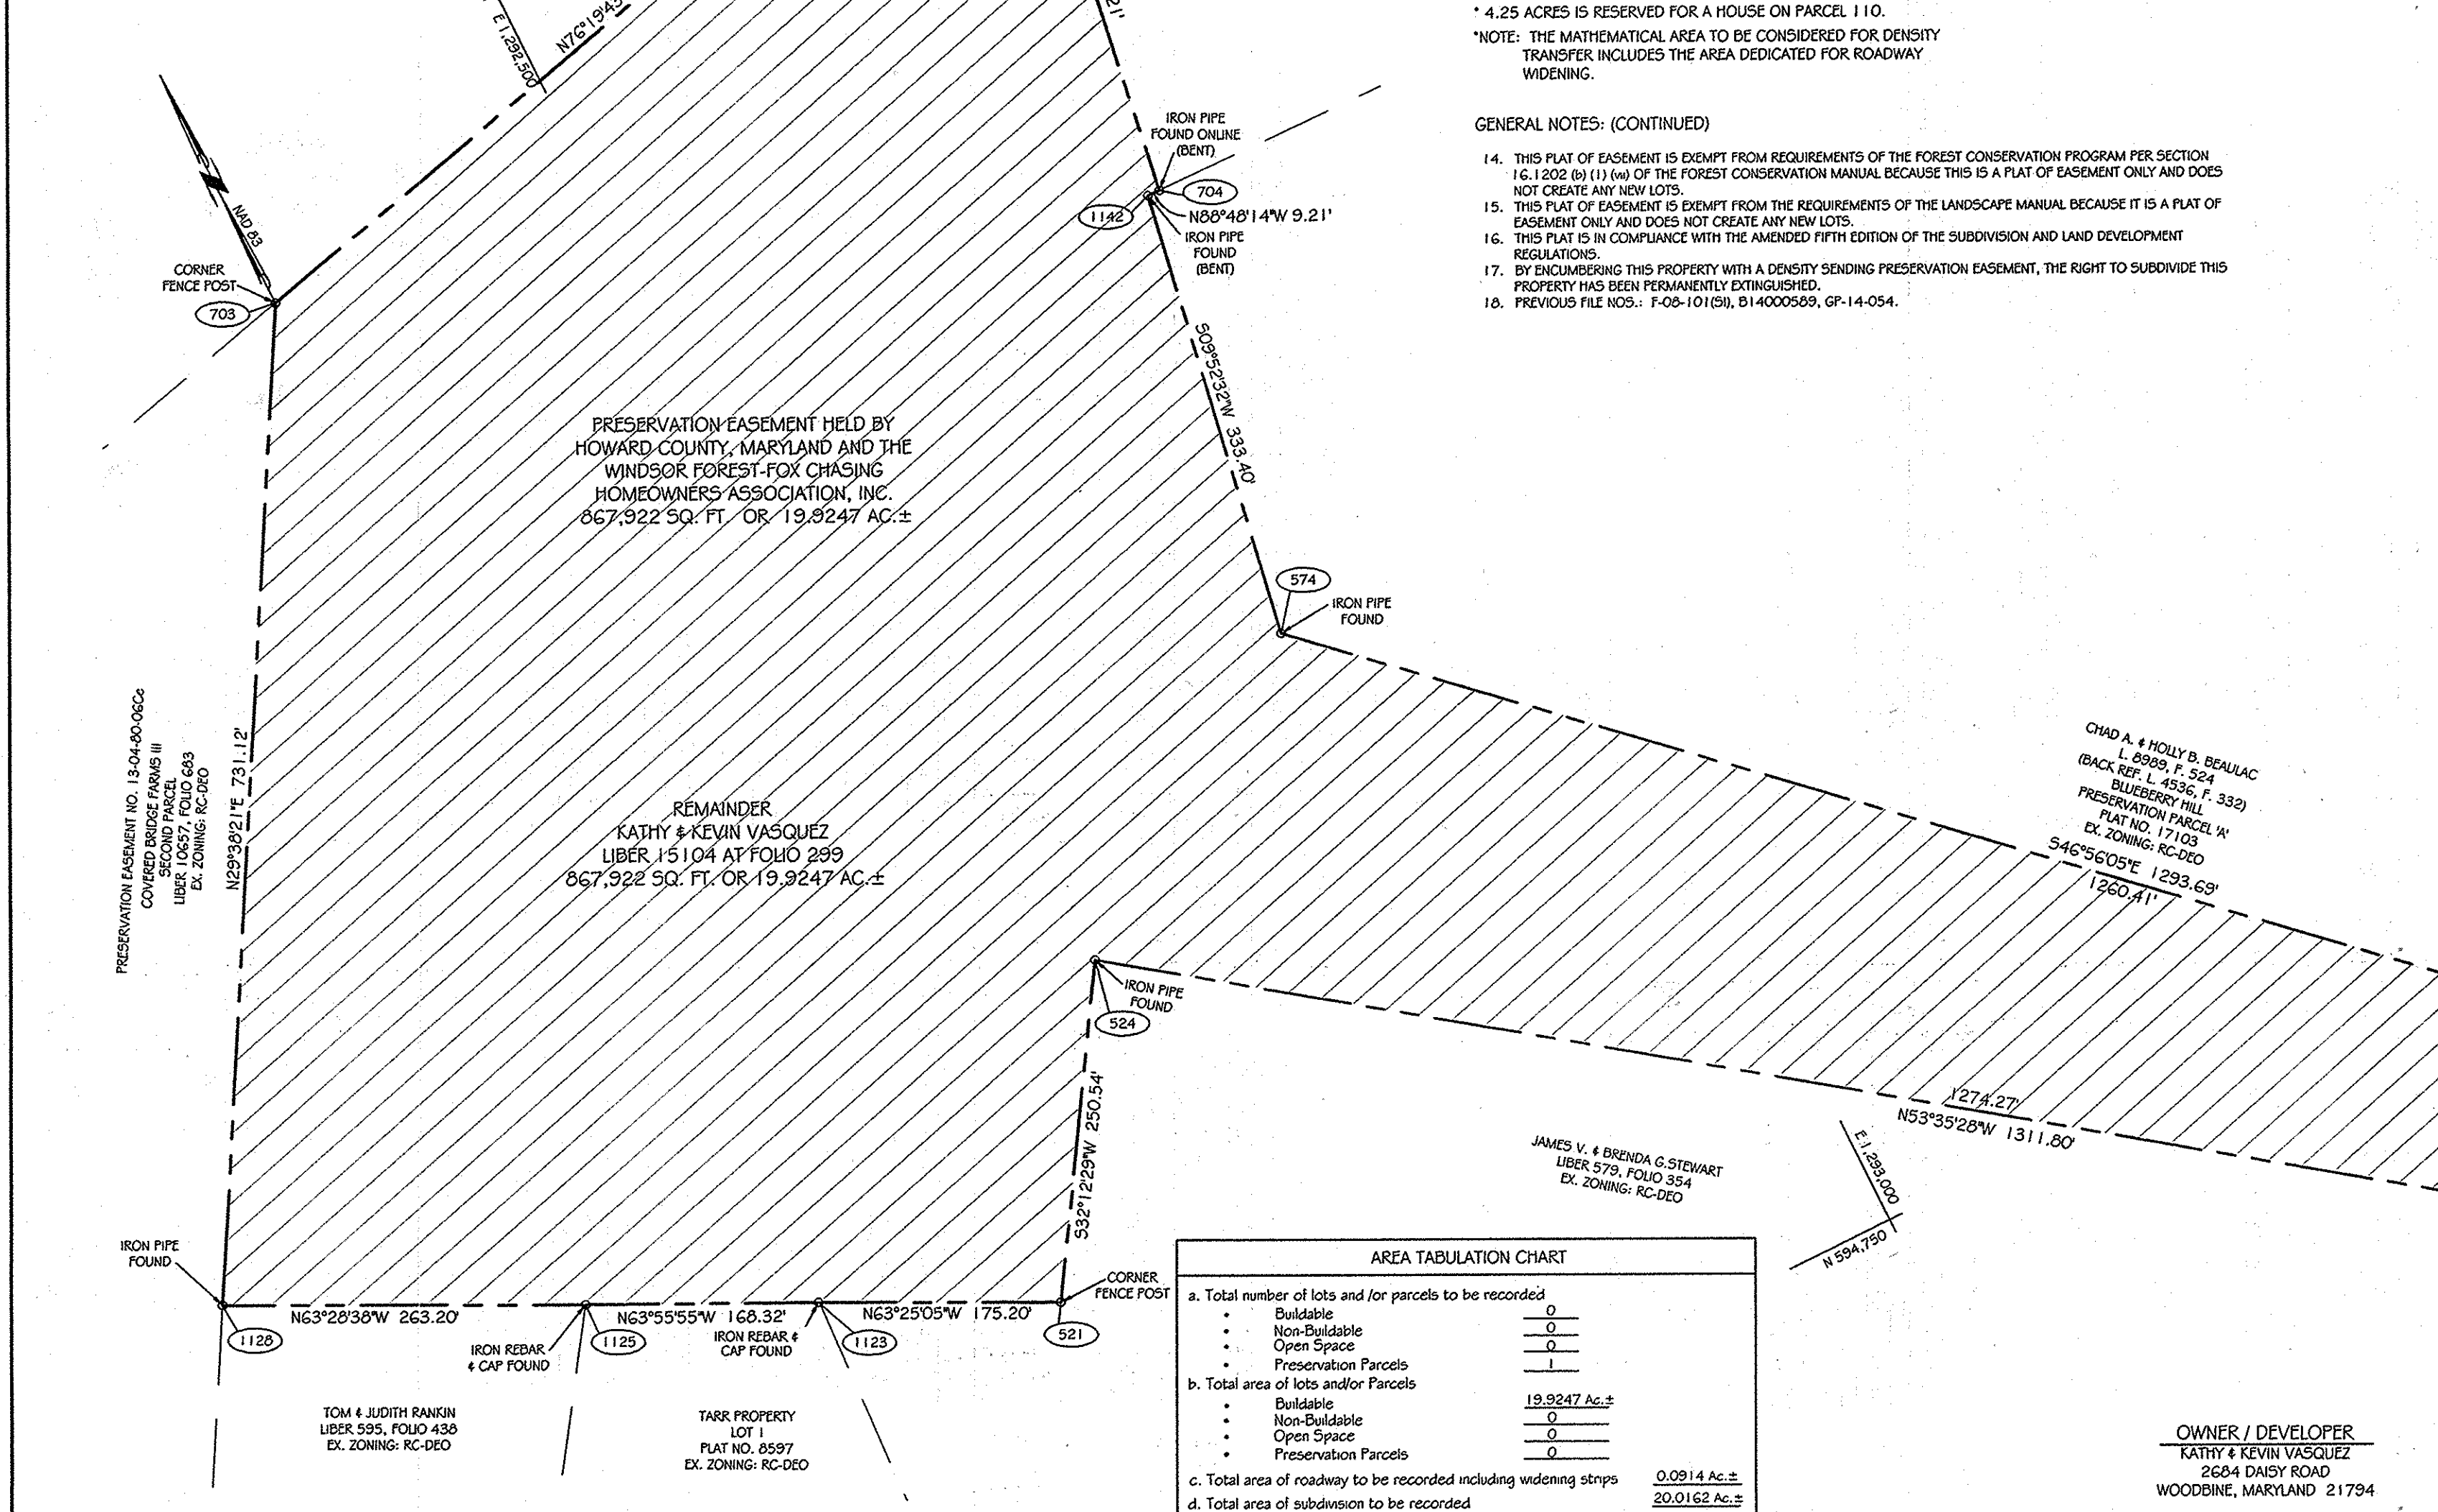 E 1,292,500
N76°19'43
21'
* 4.25 ACRES IS RESERVED FOR A HOUSE ON PARCEL 110.
*NOTE: THE MATHEMATICAL AREA TO BE CONSIDERED FOR DENSITY
TRANSFER INCLUDES THE AREA DEDICATED FOR ROADWAY
WIDENING.
GENERAL NOTES: (CONTINUED)
14. THIS PLAT OF EASEMENT IS EXEMPT FROM REQUIREMENTS OF THE FOREST CONSERVATION PROGRAM PER SECTION
16.1202 (b) (1) (vii) OF THE FOREST CONSERVATION MANUAL BECAUSE THIS IS A PLAT OF EASEMENT ONLY AND DOES
NOT CREATE ANY NEW LOTS.
15. THIS PLAT OF EASEMENT IS EXEMPT FROM THE REQUIREMENTS OF THE LANDSCAPE MANUAL BECAUSE IT IS A PLAT OF
EASEMENT ONLY AND DOES NOT CREATE ANY NEW LOTS.
16. THIS PLAT IS IN COMPLIANCE WITH THE AMENDED FIFTH EDITION OF THE SUBDIVISION AND LAND DEVELOPMENT
REGULATIONS.
17. BY ENCUMBERING THIS PROPERTY WITH A DENSITY SENDING PRESERVATION EASEMENT, THE RIGHT TO SUBDIVIDE THIS
PROPERTY HAS BEEN PERMANENTLY EXTINGUISHED.
18. PREVIOUS FILE NOS.: F-08-101(SI), B14000589, GP-14-054.
IRON PIPE
FOUND ONLINE
(BENT)
704
1142
N88°48'14"W 9.21'
IRON PIPE
FOUND
(BENT)
NAD 83
CORNER
FENCE POST
703
S09°52'32"W 333.40'
PRESERVATION EASEMENT HELD BY
HOWARD COUNTY, MARYLAND AND THE
WINDSOR FOREST-FOX CHASING
HOMEOWNERS ASSOCIATION, INC.
867,922 SQ. FT. OR 19.9247 AC.±
574
IRON PIPE
FOUND
PRESERVATION EASEMENT NO. 13-04-80-06Ce
COVERED BRIDGE FARMS III
SECOND PARCEL
LIBER 10657, FOLIO 683
EX. ZONING: RC-DEO
N29°38'21"E 731.12'
REMAINDER
KATHY & KEVIN VASQUEZ
LIBER 15104 AT FOLIO 299
867,922 SQ. FT. OR 19.9247 AC.±
CHAD A. & HOLLY B. BEAULAC
L. 8989, F. 524
(BACK REF. L. 4536, F. 332)
BLUEBERRY HILL
PRESERVATION PARCEL 'A'
PLAT NO. 17103
EX. ZONING: RC-DEO
S46°56'05"E 1293.69'
1260.41'
IRON PIPE
FOUND
524
S32°12'29"W 250.54'
1274.27'
N53°35'28"W 1311.80'
JAMES V. & BRENDA G.STEWART
LIBER 579, FOLIO 354
EX. ZONING: RC-DEO
E 1,293,000
N 594,750
IRON PIPE
FOUND
CORNER
FENCE POST
N63°28'38"W 263.20'
N63°55'55"W 168.32'
N63°25'05"W 175.20'
1128
IRON REBAR
& CAP FOUND
1125
IRON REBAR &
CAP FOUND
1123
521
TOM & JUDITH RANKIN
LIBER 595, FOLIO 438
EX. ZONING: RC-DEO
TARR PROPERTY
LOT 1
PLAT NO. 8597
EX. ZONING: RC-DEO
AREA TABULATION CHART
a. Total number of lots and /or parcels to be recorded
• Buildable 0
• Non-Buildable 0
• Open Space 0
• Preservation Parcels 1
b. Total area of lots and/or Parcels
• Buildable 19.9247 Ac.±
• Non-Buildable 0
• Open Space 0
• Preservation Parcels 0
c. Total area of roadway to be recorded including widening strips 0.0914 Ac.±
d. Total area of subdivision to be recorded 20.0162 Ac.±
OWNER / DEVELOPER
KATHY & KEVIN VASQUEZ
2684 DAISY ROAD
WOODBINE, MARYLAND 21794